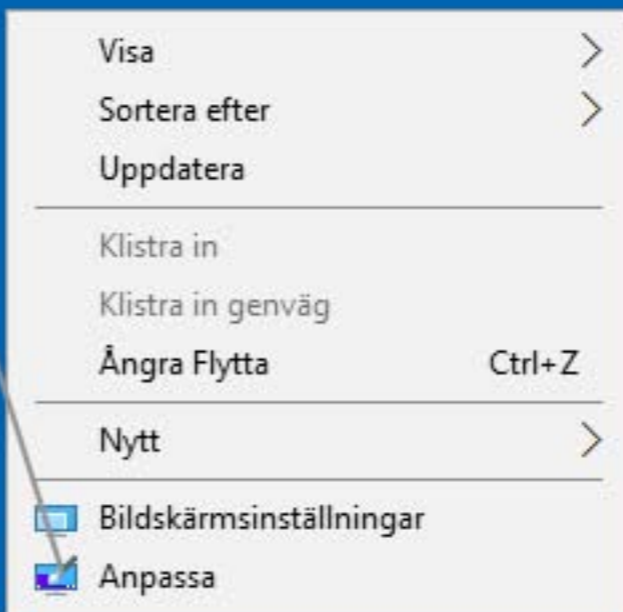 Visa
Sortera efter
Uppdatera
Klistra in
Klistra in genväg
Ångra Flytta Ctrl+Z
Nytt
Bildskärmsinställningar
Anpassa